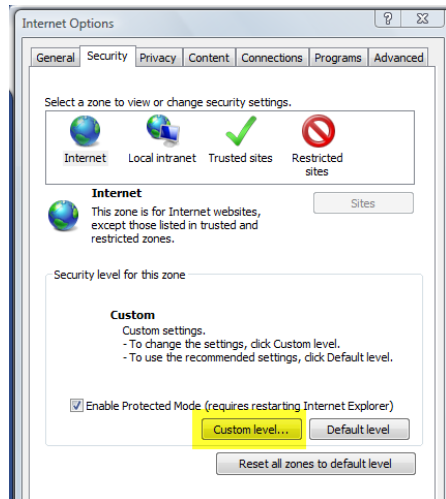 Internet Options
General Security Privacy Content Connections Programs Advanced
Select a zone to view or change security settings.
Internet Local intranet Trusted sites Restricted
sites
Internet
Sites
This zone is for Internet websites,
except those listed in trusted and
restricted zones.
Security level for this zone
Custom
Custom settings.
- To change the settings, click Custom level.
- To use the recommended settings, click Default level.
Enable Protected Mode (requires restarting Internet Explorer)
Custom level... Default level
Reset all zones to default level